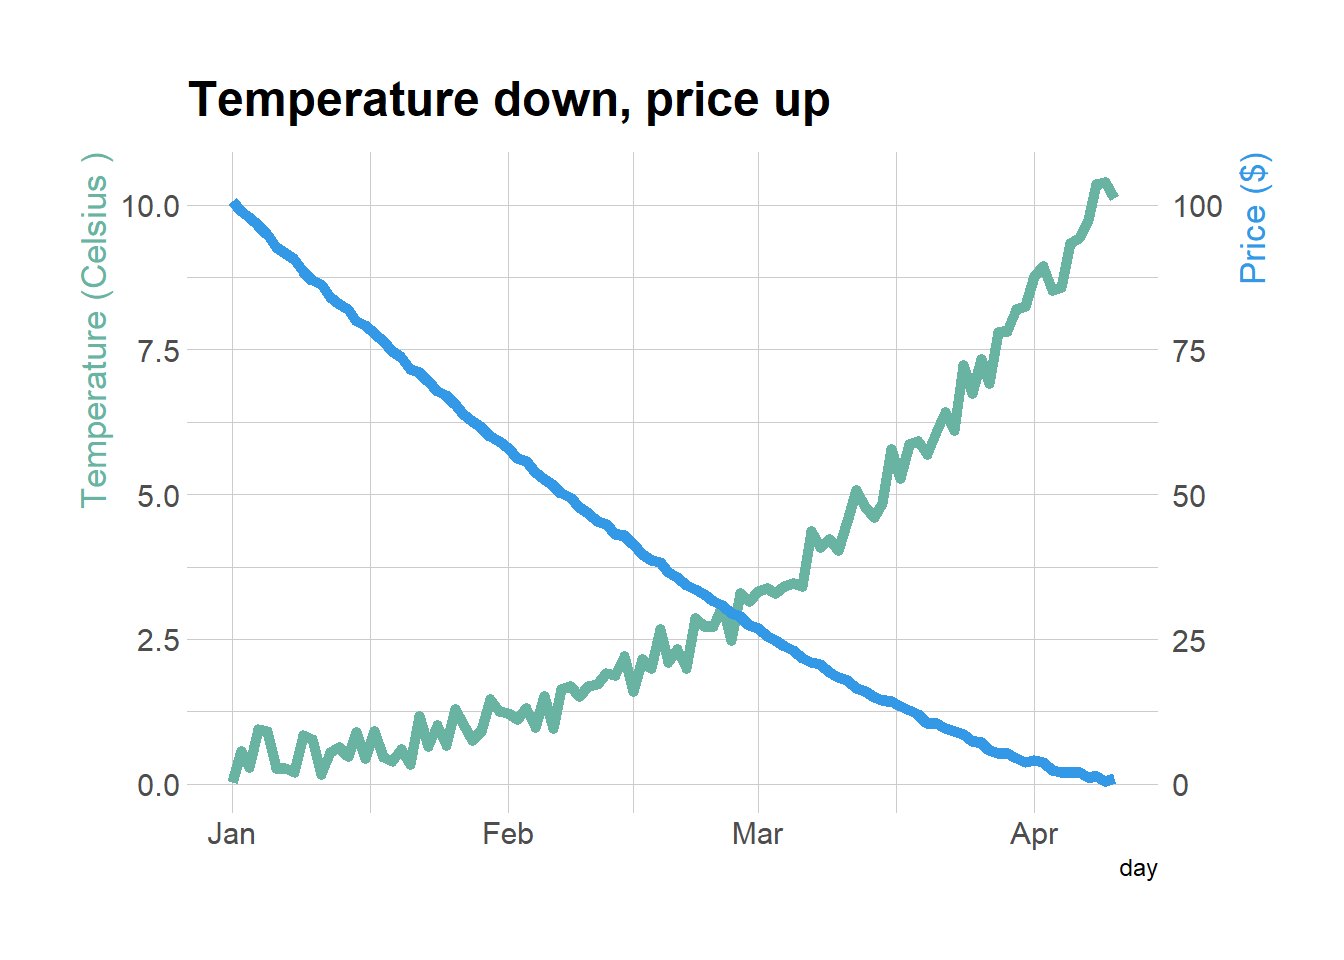 Temperature down, price up
Temperature (Celsius )
Price ($)
10.0
7.5
5.0
2.5
0.0
100
75
50
25
0
Jan Feb Mar Apr
day